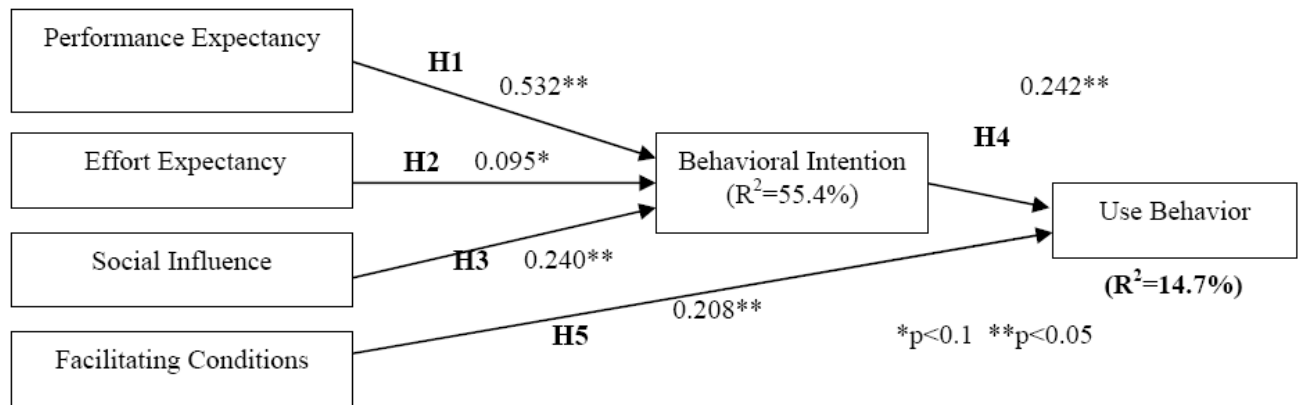 Performance Expectancy
H1
0.532**
0.242**
Effort Expectancy
H2 0.095*
Behavioral Intention
(R²=55.4%)
H4
Use Behavior
(R²=14.7%)
Social Influence
H3 0.240**
0.208**
H5
*p<0.1 **p<0.05
Facilitating Conditions